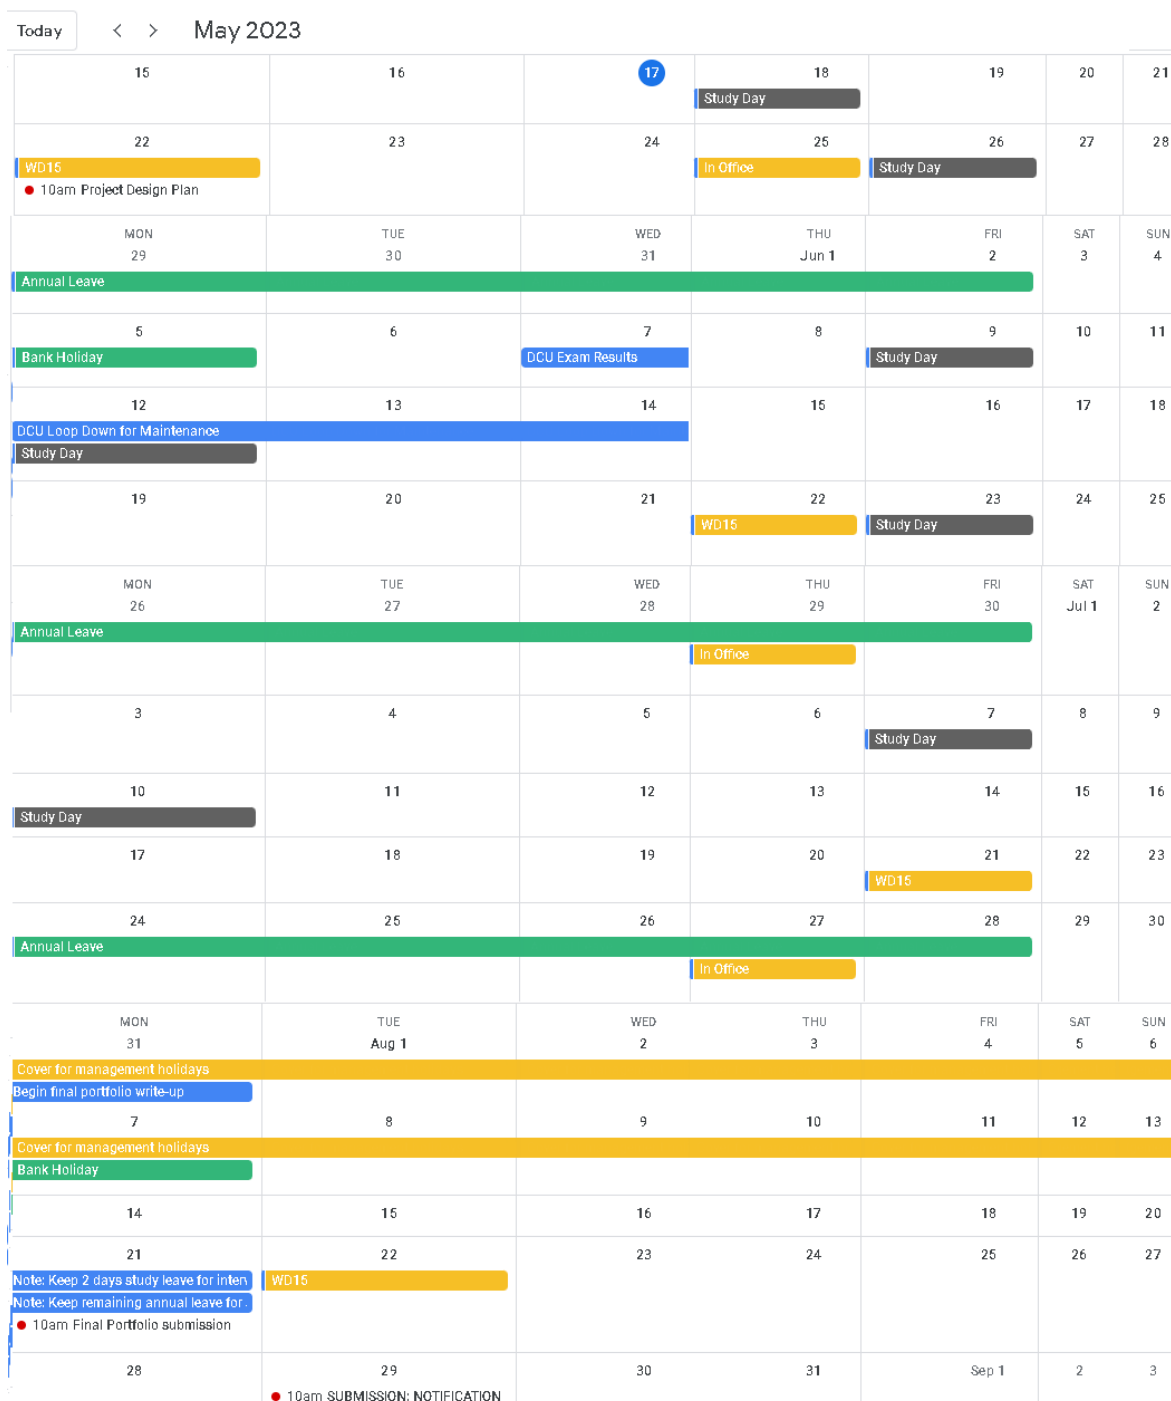 Today < > May 2023
15 16 17 18 19 20 21
Study Day
22 23 24 25 26 27 28
WD15 In Office Study Day
10am Project Design Plan
MON TUE WED THU FRI SAT SUN
29 30 31 Jun 1 2 3 4
Annual Leave
5 6 7 8 9 10 11
Bank Holiday DCU Exam Results Study Day
12 13 14 15 16 17 18
DCU Loop Down for Maintenance
Study Day
19 20 21 22 23 24 25
WD15 Study Day
MON TUE WED THU FRI SAT SUN
26 27 28 29 30 Jul 1 2
Annual Leave
In Office
3 4 5 6 7 8 9
Study Day
10 11 12 13 14 15 16
Study Day
17 18 19 20 21 22 23
WD15
24 25 26 27 28 29 30
Annual Leave
In Office
MON TUE WED THU FRI SAT SUN
31 Aug 1 2 3 4 5 6
Cover for management holidays
Begin final portfolio write-up
7 8 9 10 11 12 13
Cover for management holidays
Bank Holiday
14 15 16 17 18 19 20
21 22 23 24 25 26 27
Note: Keep 2 days study leave for inten WD15
Note: Keep remaining annual leave for
10am Final Portfolio submission
28 29 30 31 Sep 1 2 3
10am SUBMISSION: NOTIFICATION